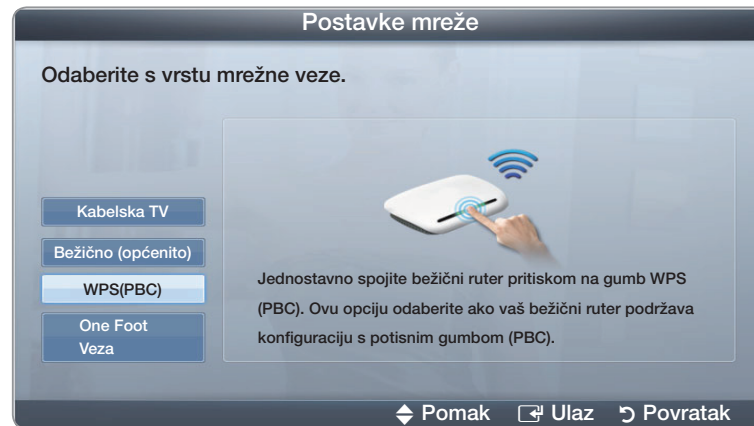 Postavke mreže
Odaberite s vrstu mrežne veze.
Kabelska TV
Bežično (općenito)
WPS(PBC)
One Foot
Veza
Jednostavno spojite bežični ruter pritiskom na gumb WPS
(PBC). Ovu opciju odaberite ako vaš bežični ruter podržava
konfiguraciju s potisnim gumbom (PBC).
Pomak Ulaz Povratak